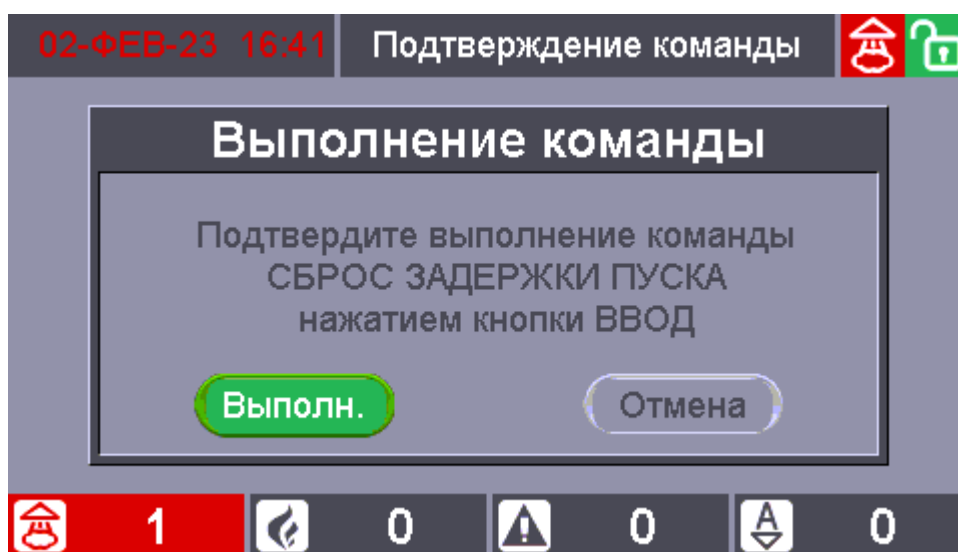 02-ФЕВ-23 16:41 Подтверждение команды
Выполнение команды
Подтвердите выполнение команды
СБРОС ЗАДЕРЖКИ ПУСКА
нажатием кнопки ВВОД
Выполн. Отмена
1 0 0 A 0